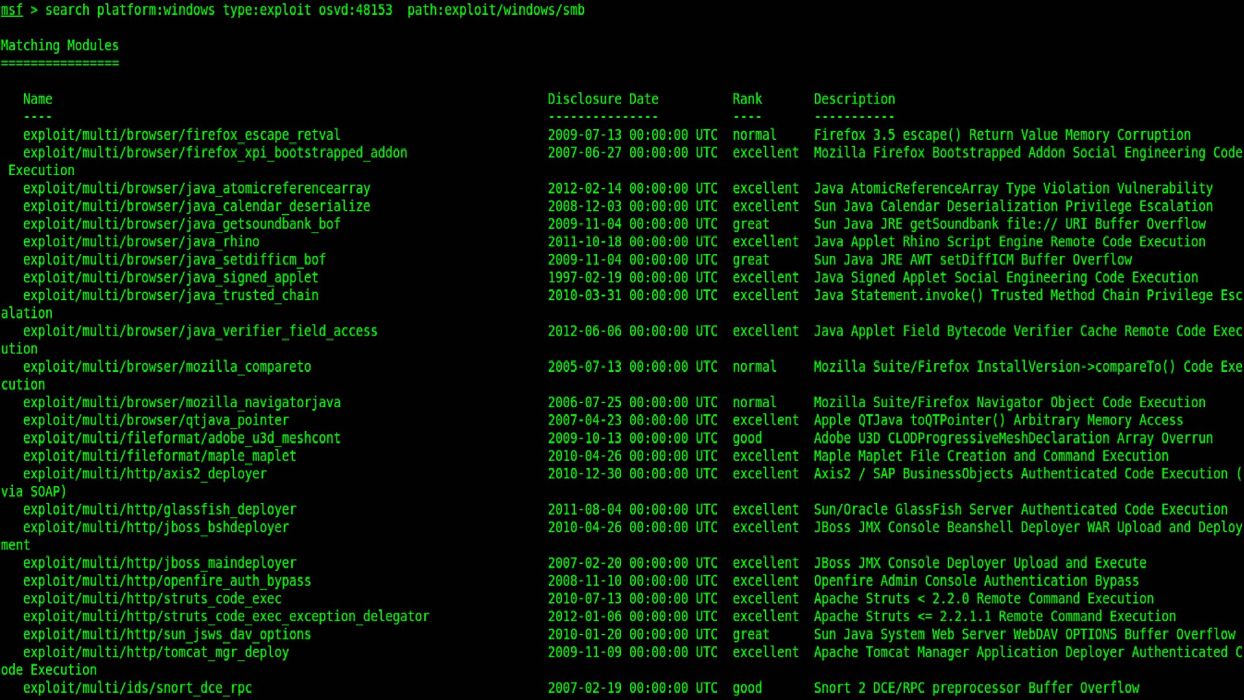 msf > search platform:windows type:exploit osvd:48153  path:exploit/windows/smb
Matching Modules
================
Name Disclosure Date Rank Description
---- --------------- ---- -----------
exploit/multi/browser/firefox_escape_retval 2009-07-13 00:00:00 UTC normal Firefox 3.5 escape() Return Value Memory Corruption
exploit/multi/browser/firefox_xpi_bootstrapped_addon 2007-06-27 00:00:00 UTC excellent Mozilla Firefox Bootstrapped Addon Social Engineering Code
Execution
exploit/multi/browser/java_atomicreferencearray 2012-02-14 00:00:00 UTC excellent Java AtomicReferenceArray Type Violation Vulnerability
exploit/multi/browser/java_calendar_deserialize 2008-12-03 00:00:00 UTC excellent Sun Java Calendar Deserialization Privilege Escalation
exploit/multi/browser/java_getsoundbank_bof 2009-11-04 00:00:00 UTC great Sun Java JRE getSoundbank file:// URI Buffer Overflow
exploit/multi/browser/java_rhino 2011-10-18 00:00:00 UTC excellent Java Applet Rhino Script Engine Remote Code Execution
exploit/multi/browser/java_setdifficm_bof 2009-11-04 00:00:00 UTC great Sun Java JRE AWT setDiffICM Buffer Overflow
exploit/multi/browser/java_signed_applet 1997-02-19 00:00:00 UTC excellent Java Signed Applet Social Engineering Code Execution
exploit/multi/browser/java_trusted_chain 2010-03-31 00:00:00 UTC excellent Java Statement.invoke() Trusted Method Chain Privilege Esc
alation
exploit/multi/browser/java_verifier_field_access 2012-06-06 00:00:00 UTC excellent Java Applet Field Bytecode Verifier Cache Remote Code Exec
ution
exploit/multi/browser/mozilla_compareto 2005-07-13 00:00:00 UTC normal Mozilla Suite/Firefox InstallVersion->compareTo() Code Exe
cution
exploit/multi/browser/mozilla_navigatorjava 2006-07-25 00:00:00 UTC normal Mozilla Suite/Firefox Navigator Object Code Execution
exploit/multi/browser/qtjava_pointer 2007-04-23 00:00:00 UTC excellent Apple QTJava toQTPointer() Arbitrary Memory Access
exploit/multi/fileformat/adobe_u3d_meshcont 2009-10-13 00:00:00 UTC good Adobe U3D CLODProgressiveMeshDeclaration Array Overrun
exploit/multi/fileformat/maple_maplet 2010-04-26 00:00:00 UTC excellent Maple Maplet File Creation and Command Execution
exploit/multi/http/axis2_deployer 2010-12-30 00:00:00 UTC excellent Axis2 / SAP BusinessObjects Authenticated Code Execution (
via SOAP)
exploit/multi/http/glassfish_deployer 2011-08-04 00:00:00 UTC excellent Sun/Oracle GlassFish Server Authenticated Code Execution
exploit/multi/http/jboss_bshdeployer 2010-04-26 00:00:00 UTC excellent JBoss JMX Console Beanshell Deployer WAR Upload and Deploy
ment
exploit/multi/http/jboss_maindeployer 2007-02-20 00:00:00 UTC excellent JBoss JMX Console Deployer Upload and Execute
exploit/multi/http/openfire_auth_bypass 2008-11-10 00:00:00 UTC excellent Openfire Admin Console Authentication Bypass
exploit/multi/http/struts_code_exec 2010-07-13 00:00:00 UTC excellent Apache Struts < 2.2.0 Remote Command Execution
exploit/multi/http/struts_code_exec_exception_delegator 2012-01-06 00:00:00 UTC excellent Apache Struts <= 2.2.1.1 Remote Command Execution
exploit/multi/http/sun_jsws_dav_options 2010-01-20 00:00:00 UTC great Sun Java System Web Server WebDAV OPTIONS Buffer Overflow
exploit/multi/http/tomcat_mgr_deploy 2009-11-09 00:00:00 UTC excellent Apache Tomcat Manager Application Deployer Authenticated C
ode Execution
exploit/multi/ids/snort_dce_rpc 2007-02-19 00:00:00 UTC good Snort 2 DCE/RPC preprocessor Buffer Overflow